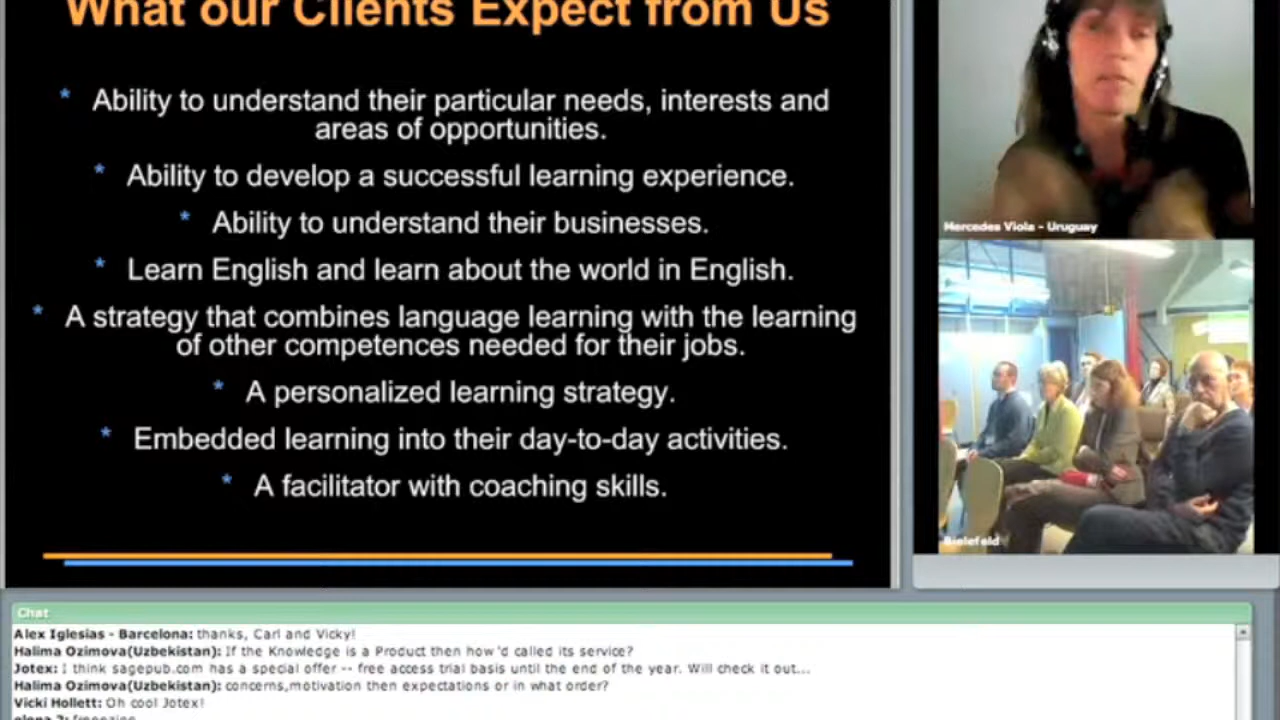 What our Clients Expect from Us
* Ability to understand their particular needs, interests and
areas of opportunities.
* Ability to develop a successful learning experience.
* Ability to understand their businesses.
* Learn English and learn about the world in English.
* A strategy that combines language learning with the learning
of other competences needed for their jobs.
* A personalized learning strategy.
* Embedded learning into their day-to-day activities.
* A facilitator with coaching skills.
Mercedes Viola - Uruguay
Bielefeld
Chat
Alex Iglesias - Barcelona: thanks, Carl and Vicky!
Halima Ozimova(Uzbekistan): If the Knowledge is a Product then how 'd called its service?
Jotex: I think sagepub.com has a special offer -- free access trial basis until the end of the year. Will check it out...
Halima Ozimova(Uzbekistan): concerns,motivation then expectations or in what order?
Vicki Hollett: Oh cool Jotex!
elena 2: freeezing